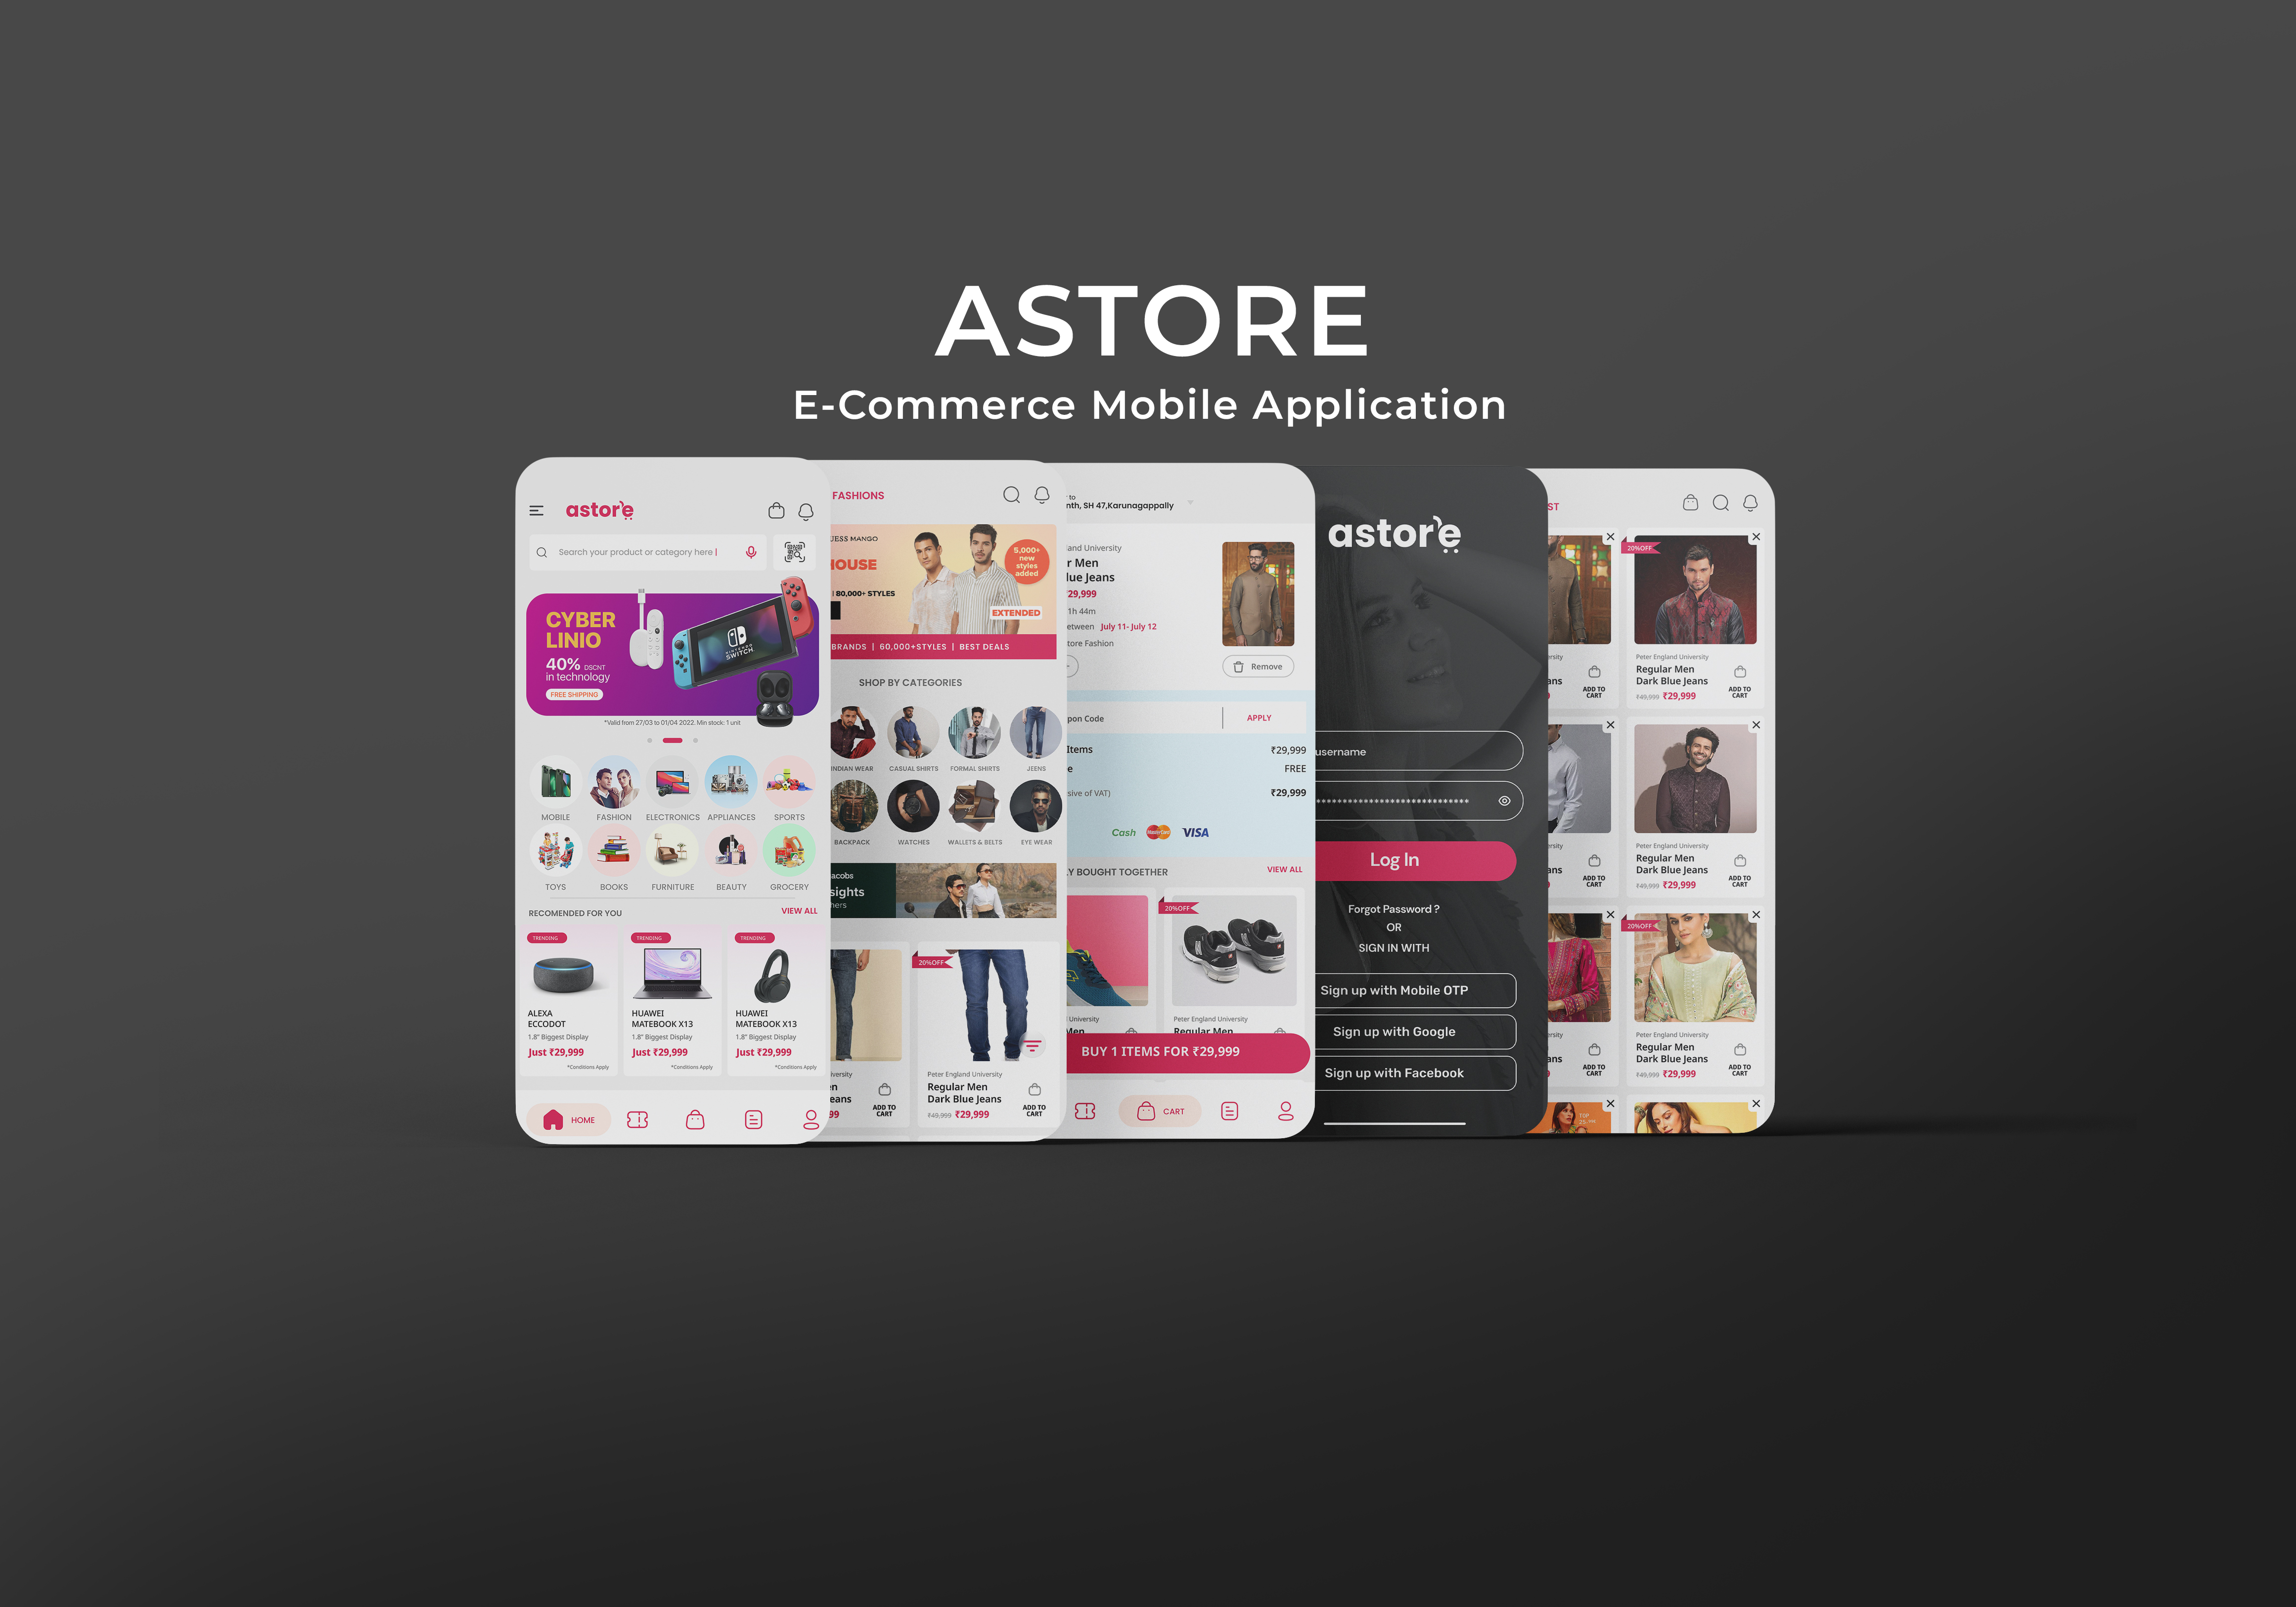 ASTORE
E-Commerce Mobile Application
astore
Search your product or category here
CYBER
LINIO
40% DSCNT
in technology
FREE SHIPPING
NINTENDO
SWITCH
*Valid from 27/03 to 01/04 2022. Min stock: 1 unit
MOBILE FASHION ELECTRONICS APPLIANCES SPORTS
TOYS BOOKS FURNITURE BEAUTY GROCERY
RECOMENDED FOR YOU VIEW ALL
TRENDING TRENDING TRENDING
ALEXA
ECCODOT
1.8" Biggest Display
Just ₹29,999
*Conditions Apply
HUAWEI
MATEBOOK X13
1.8" Biggest Display
Just ₹29,999
*Conditions Apply
HUAWEI
MATEBOOK X13
1.8" Biggest Display
Just ₹29,999
*Conditions Apply
HOME
FASHIONS
UESS MANGO
HOUSE
80,000+ STYLES
5,000+
new
styles
added
EXTENDED
BRANDS | 60,000+STYLES | BEST DEALS
SHOP BY CATEGORIES
INDIAN WEAR CASUAL SHIRTS FORMAL SHIRTS JEENS
BACKPACK WATCHES WALLETS & BELTS EYE WEAR
acobs
sights
hers
20%OFF
iversity
en
eans
99
ADD TO
CART
Peter England University
Regular Men
Dark Blue Jeans
₹49,999 ₹29,999
ADD TO
CART
r to
nth, SH 47,Karunagappally
land University
r Men
lue Jeans
₹29,999
1h 44m
etween July 11- July 12
tore Fashion
Remove
pon Code APPLY
Items ₹29,999
e FREE
sive of VAT) ₹29,999
Cash MasterCard VISA
LY BOUGHT TOGETHER VIEW ALL
20%OFF
University
Men
Peter England University
Regular Men
BUY 1 ITEMS FOR ₹29,999
CART
astore
username
Log In
Forgot Password ?
OR
SIGN IN WITH
Sign up with Mobile OTP
Sign up with Google
Sign up with Facebook
ST
20%OFF
ersity
ans
ADD TO
CART
Peter England University
Regular Men
Dark Blue Jeans
₹49,999 ₹29,999
ADD TO
CART
ersity
ans
ADD TO
CART
Peter England University
Regular Men
Dark Blue Jeans
₹49,999 ₹29,999
ADD TO
CART
20%OFF
ersity
ans
ADD TO
CART
Peter England University
Regular Men
Dark Blue Jeans
₹49,999 ₹29,999
ADD TO
CART